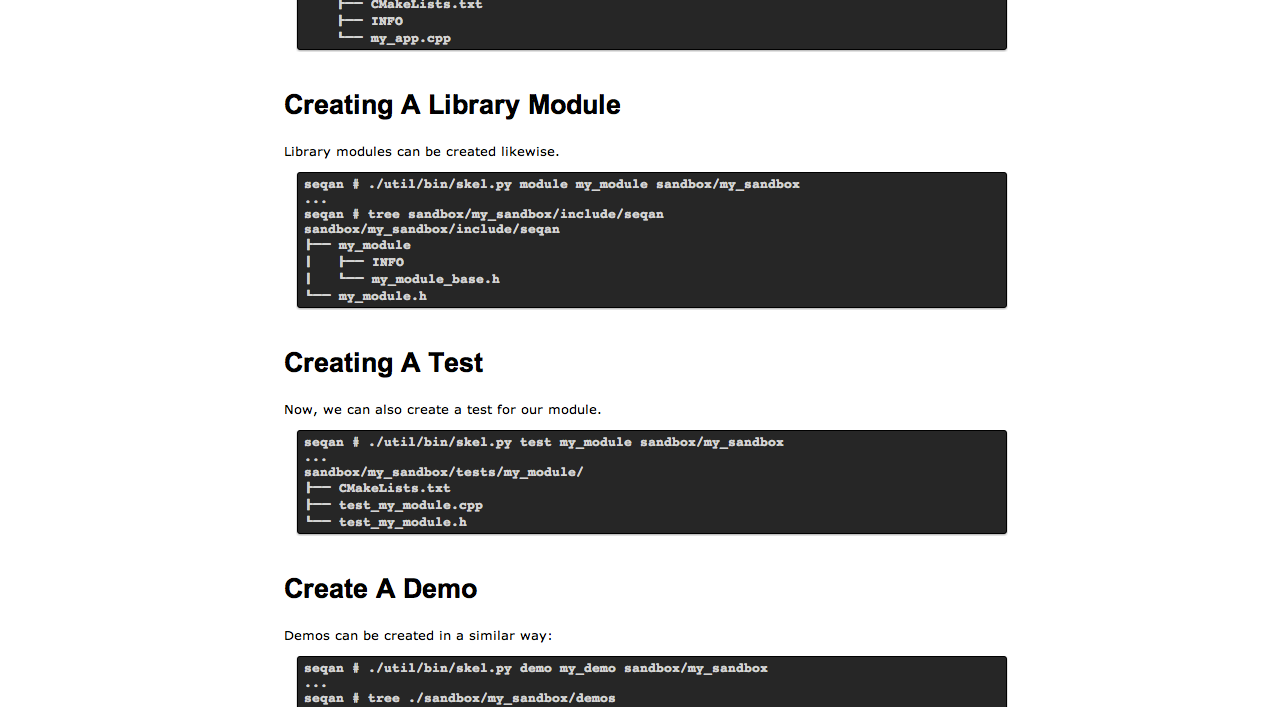 ├── CMakeLists.txt
├── INFO
└── my_app.cpp
Creating A Library Module
Library modules can be created likewise.
seqan # ./util/bin/skel.py module my_module sandbox/my_sandbox
...
seqan # tree sandbox/my_sandbox/include/seqan
sandbox/my_sandbox/include/seqan
├── my_module
│   ├── INFO
│   └── my_module_base.h
└── my_module.h
Creating A Test
Now, we can also create a test for our module.
seqan # ./util/bin/skel.py test my_module sandbox/my_sandbox
...
sandbox/my_sandbox/tests/my_module/
├── CMakeLists.txt
├── test_my_module.cpp
└── test_my_module.h
Create A Demo
Demos can be created in a similar way:
seqan # ./util/bin/skel.py demo my_demo sandbox/my_sandbox
...
seqan # tree ./sandbox/my_sandbox/demos